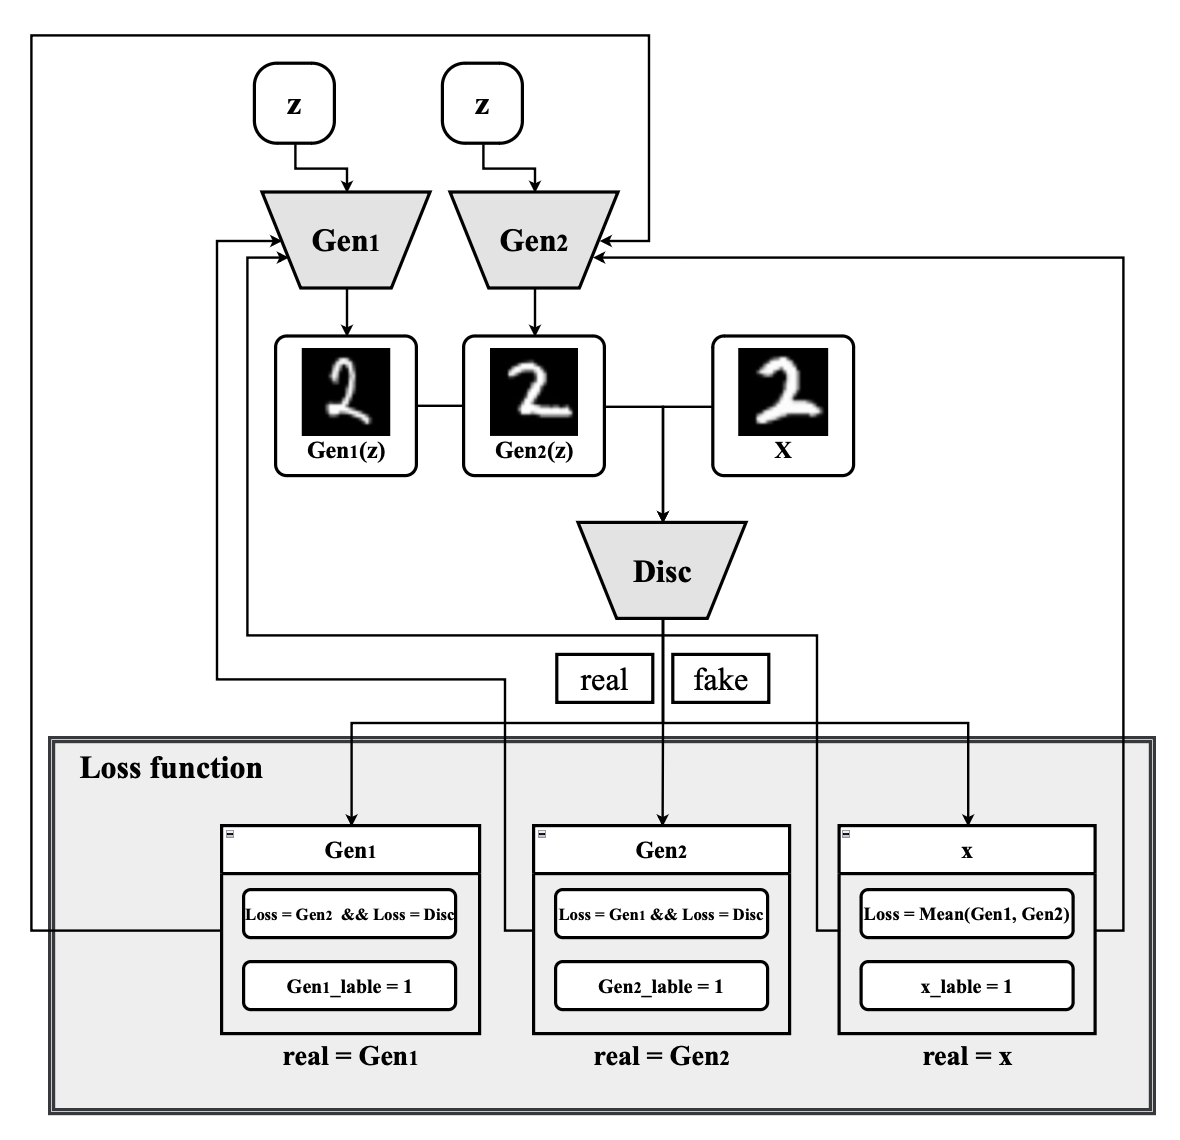 z
z
Gen1
Gen2
Gen1(z)
Gen2(z)
X
Disc
real
fake
Loss function
Gen1
Gen2
x
Loss = Gen2 && Loss = Disc
Loss = Gen1 && Loss = Disc
Loss = Mean(Gen1, Gen2)
Gen1_lable = 1
Gen2_lable = 1
x_lable = 1
real = Gen1
real = Gen2
real = x